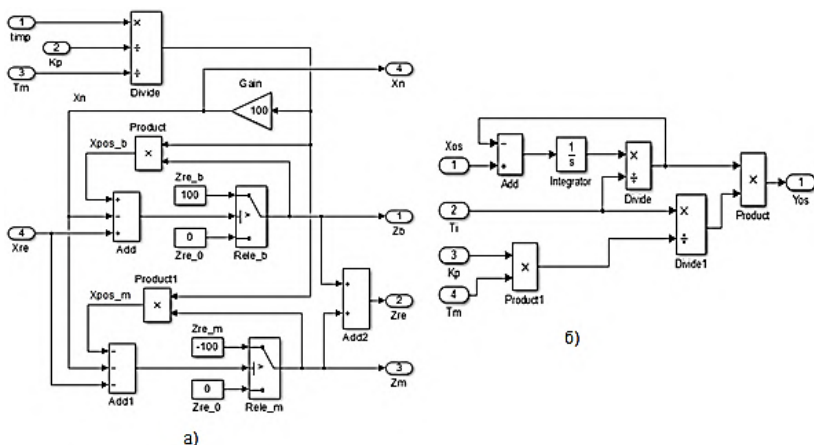 1
timp
2
Kp
3
Tm
×
÷
÷
Divide
4
Xn
Xn
Gain
100
Product
×
Xpos_b
Zre_b
100
+
−
+
Add
>
0
Zre_0
Rele_b
1
Zb
4
Xre
Product1
×
Xpos_m
+
+
Add2
2
Zre
Zre_m
-100
−
−
−
Add1
>
0
Zre_0
Rele_m
3
Zm
а)
Xos
1
−
+
Add
1
s
Integrator
×
÷
Divide
×
Product
1
Yos
2
Ti
×
÷
Divide1
3
Kp
×
Product1
4
Tm
б)